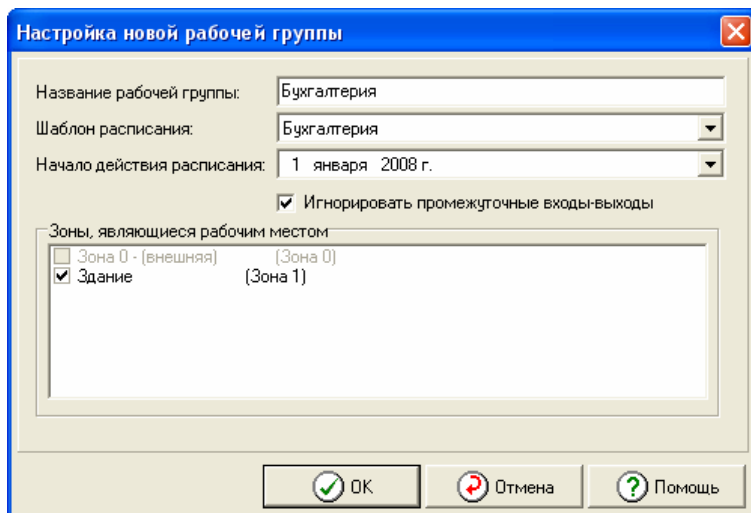 Настройка новой рабочей группы
Название рабочей группы: Бухгалтерия
Шаблон расписания: Бухгалтерия
Начало действия расписания: 1 января 2008 г.
Игнорировать промежуточные входы-выходы
Зоны, являющиеся рабочим местом
Зона 0 - (внешняя) (Зона 0)
Здание (Зона 1)
OK Отмена Помощь